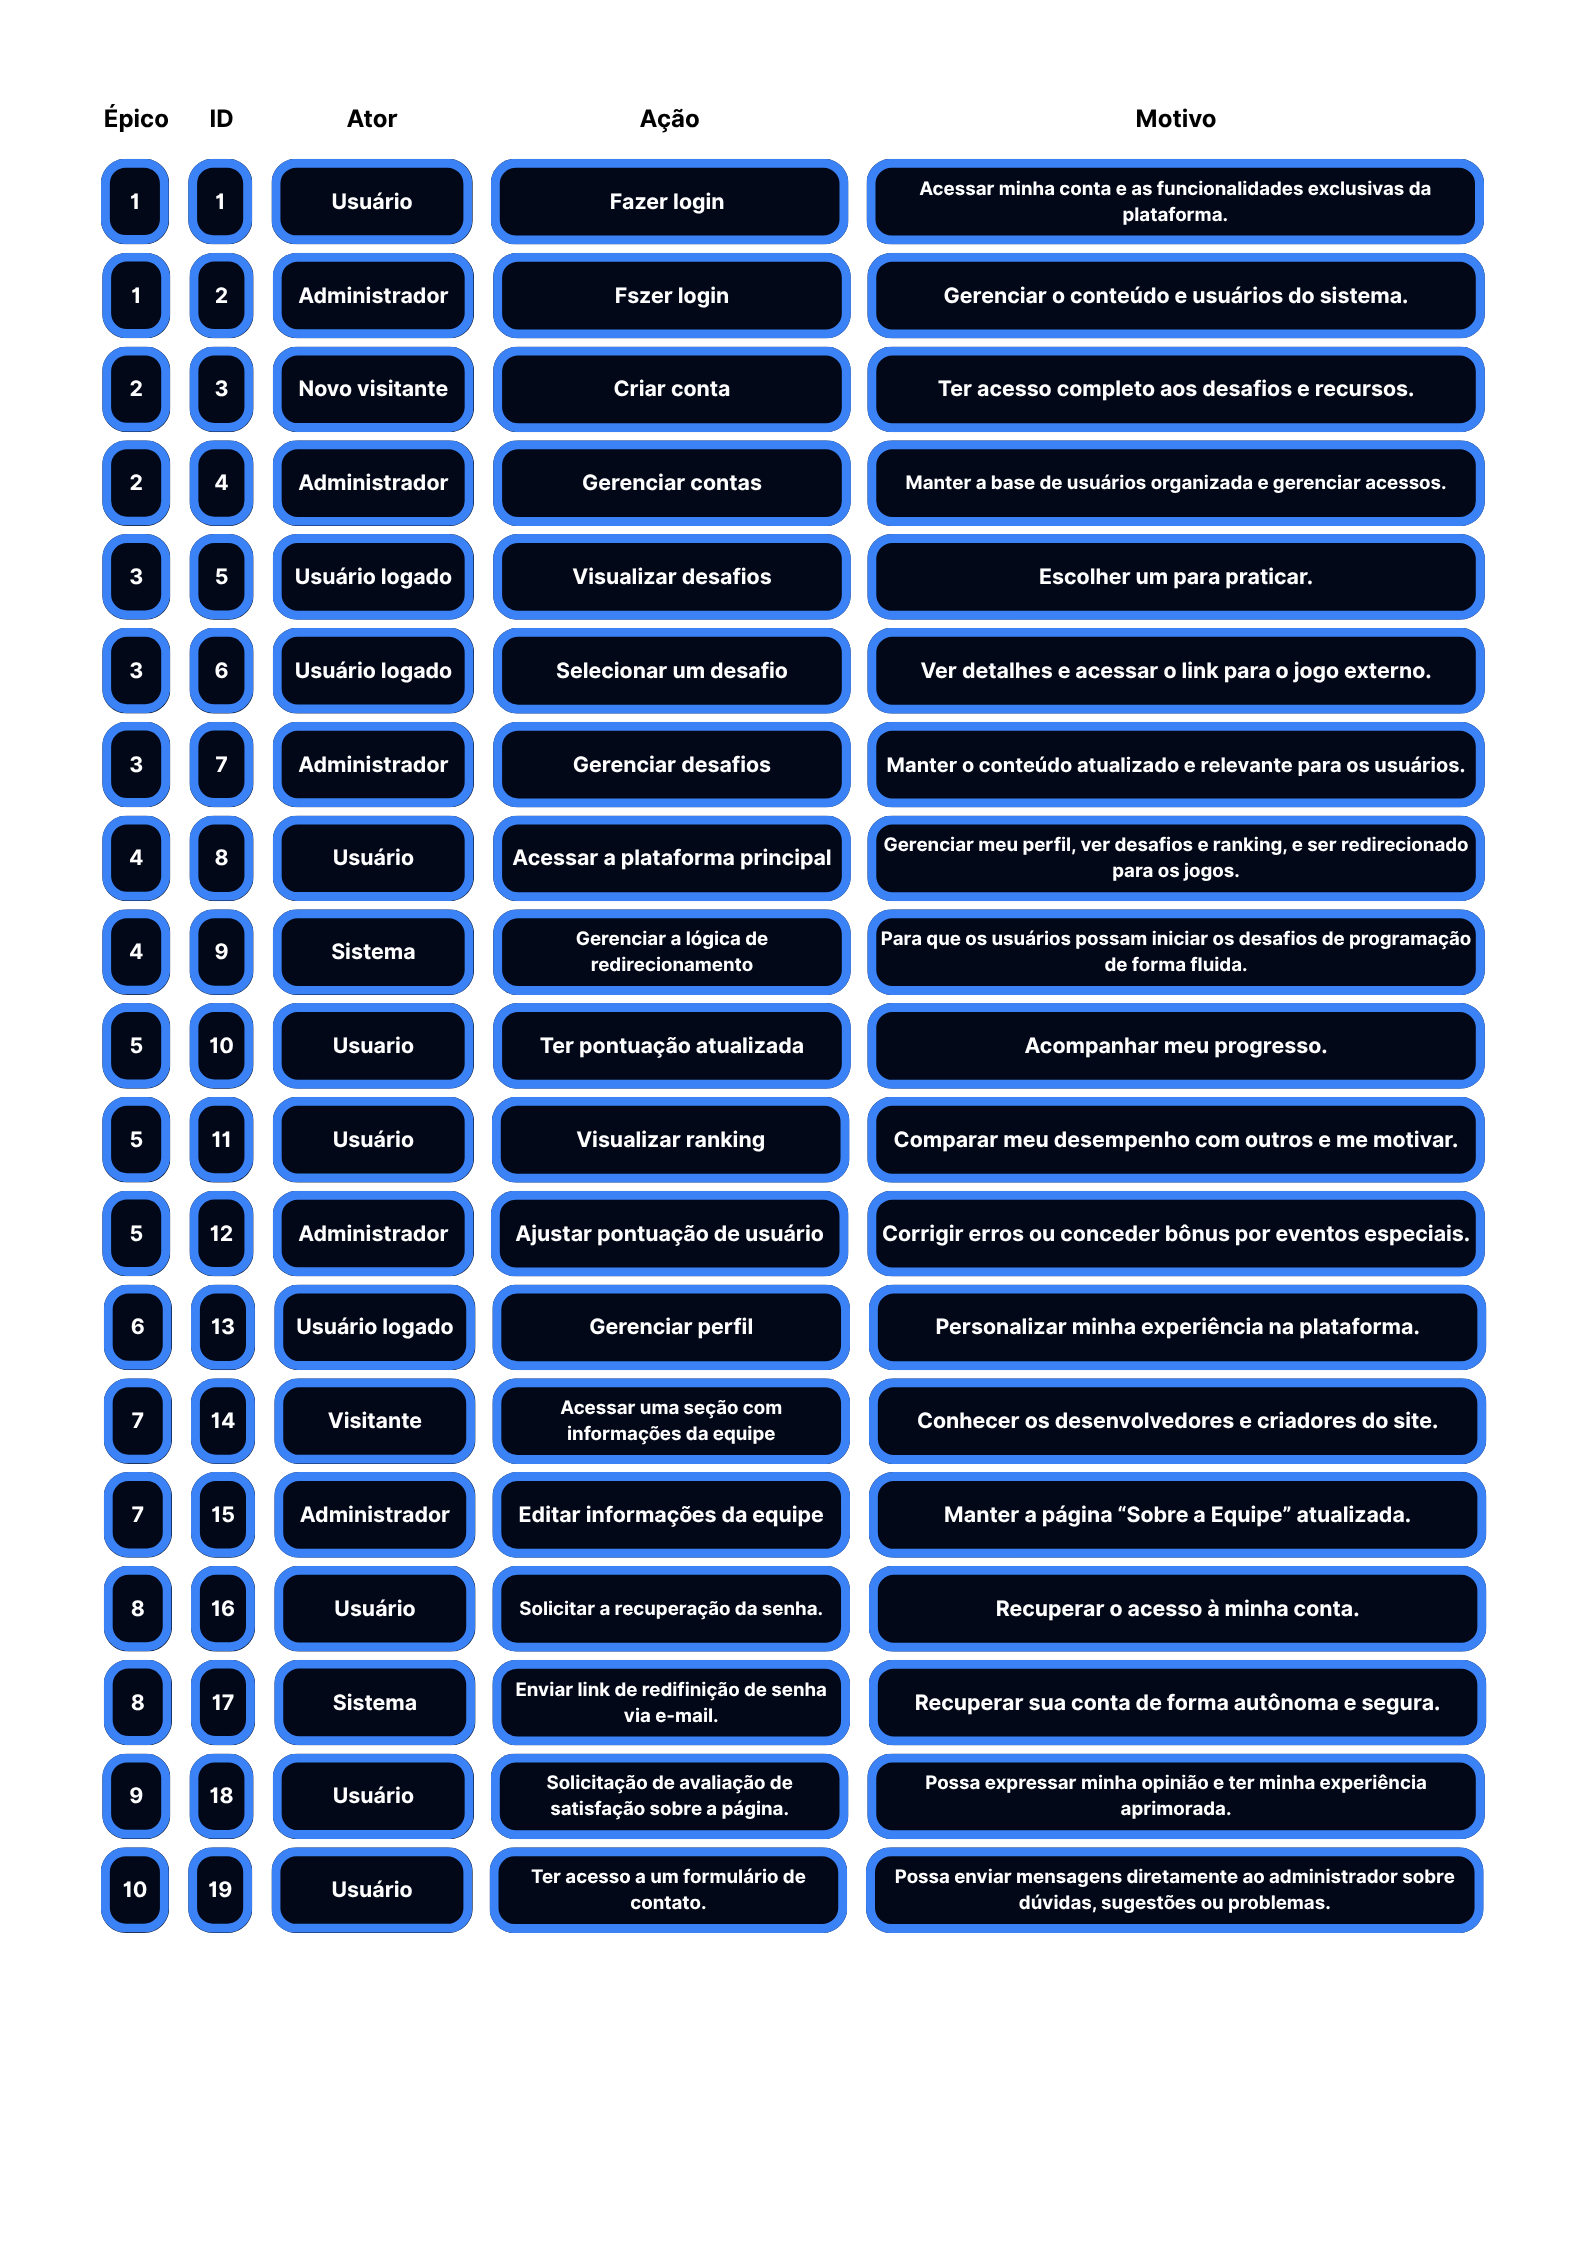 Épico ID Ator Ação Motivo
1 1 Usuário Fazer login Acessar minha conta e as funcionalidades exclusivas da
plataforma.
1 2 Administrador Fszer login Gerenciar o conteúdo e usuários do sistema.
2 3 Novo visitante Criar conta Ter acesso completo aos desafios e recursos.
2 4 Administrador Gerenciar contas Manter a base de usuários organizada e gerenciar acessos.
3 5 Usuário logado Visualizar desafios Escolher um para praticar.
3 6 Usuário logado Selecionar um desafio Ver detalhes e acessar o link para o jogo externo.
3 7 Administrador Gerenciar desafios Manter o conteúdo atualizado e relevante para os usuários.
4 8 Usuário Acessar a plataforma principal Gerenciar meu perfil, ver desafios e ranking, e ser redirecionado
para os jogos.
4 9 Sistema Gerenciar a lógica de
redirecionamento
Para que os usuários possam iniciar os desafios de programação
de forma fluida.
5 10 Usuario Ter pontuação atualizada Acompanhar meu progresso.
5 11 Usuário Visualizar ranking Comparar meu desempenho com outros e me motivar.
5 12 Administrador Ajustar pontuação de usuário Corrigir erros ou conceder bônus por eventos especiais.
6 13 Usuário logado Gerenciar perfil Personalizar minha experiência na plataforma.
7 14 Visitante Acessar uma seção com
informações da equipe
Conhecer os desenvolvedores e criadores do site.
7 15 Administrador Editar informações da equipe Manter a página “Sobre a Equipe” atualizada.
8 16 Usuário Solicitar a recuperação da senha. Recuperar o acesso à minha conta.
8 17 Sistema Enviar link de redifinição de senha
via e-mail.
Recuperar sua conta de forma autônoma e segura.
9 18 Usuário Solicitação de avaliação de
satisfação sobre a página.
Possa expressar minha opinião e ter minha experiência
aprimorada.
10 19 Usuário Ter acesso a um formulário de
contato.
Possa enviar mensagens diretamente ao administrador sobre
dúvidas, sugestões ou problemas.